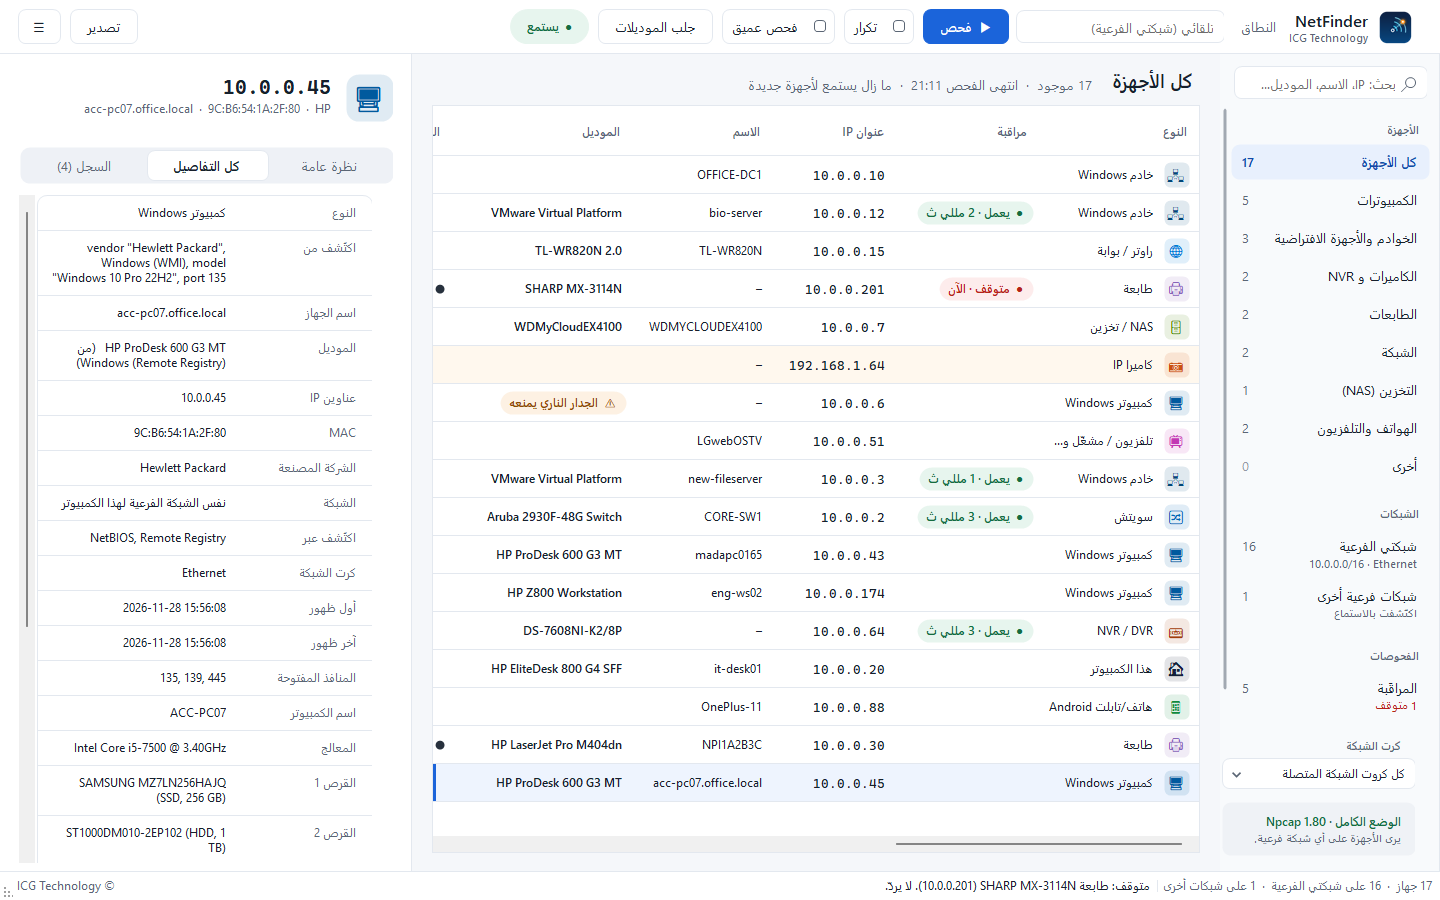 NetFinder
ICG Technology
النطاق
تلقائي (شبكتي الفرعية)
فحص
تكرار
فحص عميق
جلب الموديلات
يستمع
تصدير
بحث: IP، الاسم، الموديل...
الأجهزة
كل الأجهزة 17
الكمبيوترات 5
الخوادم والأجهزة الافتراضية 3
الكاميرات و NVR 2
الطابعات 2
الشبكة 2
التخزين (NAS) 1
الهواتف والتلفزيون 2
أخرى 0
الشبكات
شبكتي الفرعية 16
10.0.0.0/16 · Ethernet
شبكات فرعية أخرى 1
اكتُشفت بالاستماع
الفحوصات
المراقَبة 5
1 متوقف
كرت الشبكة
كل كروت الشبكة المتصلة
الوضع الكامل · Npcap 1.80
يرى الأجهزة على أي شبكة فرعية.
كل الأجهزة
17 موجود · انتهى الفحص 21:11 · ما زال يستمع لأجهزة جديدة
النوع مراقبة عنوان IP الاسم الموديل
خادم Windows 10.0.0.10 OFFICE-DC1
خادم Windows يعمل · 2 مللي ث 10.0.0.12 bio-server VMware Virtual Platform
راوتر / بوابة 10.0.0.15 TL-WR820N TL-WR820N 2.0
طابعة متوقف · الآن 10.0.0.201 – SHARP MX-3114N
NAS / تخزين 10.0.0.7 WDMYCLOUDEX4100 WDMyCloudEX4100
كاميرا IP 192.168.1.64 –
كمبيوتر Windows 10.0.0.6 – الجدار الناري يمنعه
تلفزيون / مشغّل و... 10.0.0.51 LGwebOSTV
خادم Windows يعمل · 1 مللي ث 10.0.0.3 new-fileserver VMware Virtual Platform
سويتش يعمل · 3 مللي ث 10.0.0.2 CORE-SW1 Aruba 2930F-48G Switch
كمبيوتر Windows 10.0.0.43 madapc0165 HP ProDesk 600 G3 MT
كمبيوتر Windows 10.0.0.174 eng-ws02 HP Z800 Workstation
NVR / DVR يعمل · 3 مللي ث 10.0.0.64 – DS-7608NI-K2/8P
هذا الكمبيوتر 10.0.0.20 it-desk01 HP EliteDesk 800 G4 SFF
هاتف/تابلت Android 10.0.0.88 OnePlus-11
طابعة 10.0.0.30 NPI1A2B3C HP LaserJet Pro M404dn
كمبيوتر Windows 10.0.0.45 acc-pc07.office.local HP ProDesk 600 G3 MT
10.0.0.45
acc-pc07.office.local · 9C:B6:54:1A:2F:80 · HP
نظرة عامة
كل التفاصيل
السجل (4)
النوع كمبيوتر Windows
اكتُشف من vendor "Hewlett Packard",
Windows (WMI), model
"Windows 10 Pro 22H2", port 135
اسم الجهاز acc-pc07.office.local
الموديل HP ProDesk 600 G3 MT (من
Windows (Remote Registry))
عناوين IP 10.0.0.45
MAC 9C:B6:54:1A:2F:80
الشركة المصنعة Hewlett Packard
الشبكة نفس الشبكة الفرعية لهذا الكمبيوتر
اكتُشف عبر NetBIOS, Remote Registry
كرت الشبكة Ethernet
أول ظهور 2026-11-28 15:56:08
آخر ظهور 2026-11-28 15:56:08
المنافذ المفتوحة 135, 139, 445
اسم الكمبيوتر ACC-PC07
المعالج Intel Core i5-7500 @ 3.40GHz
القرص 1 SAMSUNG MZ7LN256HAJQ
(SSD, 256 GB)
القرص 2 ST1000DM010-2EP102 (HDD, 1
TB)
17 جهاز · 16 على شبكتي الفرعية · 1 على شبكات أخرى
متوقف: طابعة SHARP MX-3114N (10.0.0.201). لا يردّ.
ICG Technology ©